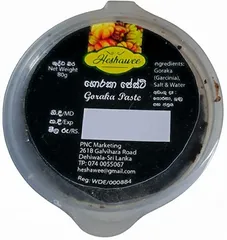 Heshawee
ශුද්ධ බර
Net Weight
80g
ingredients:
Goraka
(Garcinia),
Salt & Water
ගොරකා පේස්ට්
Goraka Paste
නි.දි/MD
ක.දි/Exp
මිල රු/RS.
PNC Marketing
261B Galvihara Road
Dehiwala-Sri Lanka
TP: 074 0055067
heshawee@gmail.com
Reg: WDE/000884